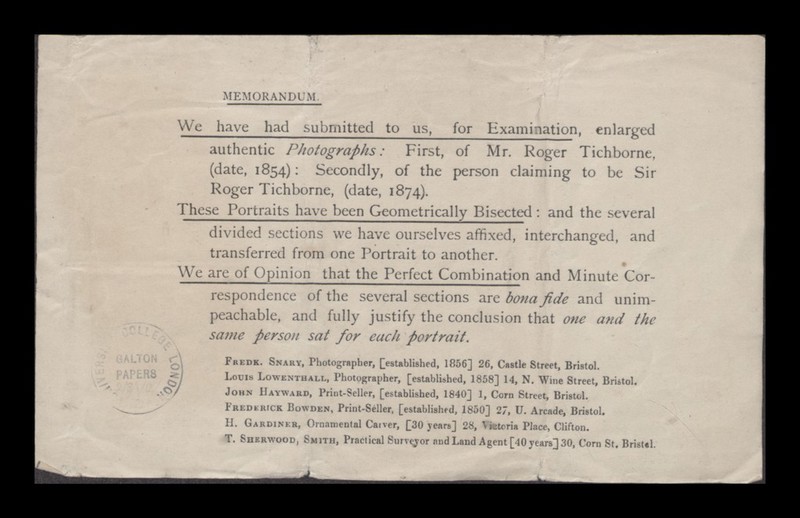 MEMORANDUM.
We have had submitted to us, for Examination, enlarged
authentic Photographs: First, of Mr. Roger Tichborne,
(date, 1854): Secondly, of the person claiming to be Sir
Roger Tichborne, (date, 1874).
These Portraits have been Geometrically Bisected: and the several
divided sections we have ourselves affixed, interchanged, and
transferred from one Portrait to another.
We are of Opinion that the Perfect Combination and Minute Cor-
respondence of the several sections are bona fide and unim-
peachable, and fully justify the conclusion that one and the
same person sat for each portrait.
COLLEGE LONDON
GALTON
PAPERS
FREDK. SNARY, Photographer, [established, 1856] 26, Castle Street, Bristol.
LOUIS LOWENTHALL, Photographer, [established, 1858] 14, N. Wine Street, Bristol.
JOHN HAYWARD, Print-Seller, [established, 1840] 1, Corn Street, Bristol.
FREDERICK BOWDEN, Print-Seller, [established, 1850] 27, U. Arcade, Bristol.
H. GARDINER, Ornamental Carver, [30 years] 28, Victoria Place, Clifton.
T. SHERWOOD, SMITH, Practical Surveyor and Land Agent [40 years] 30, Corn St. Bristol.